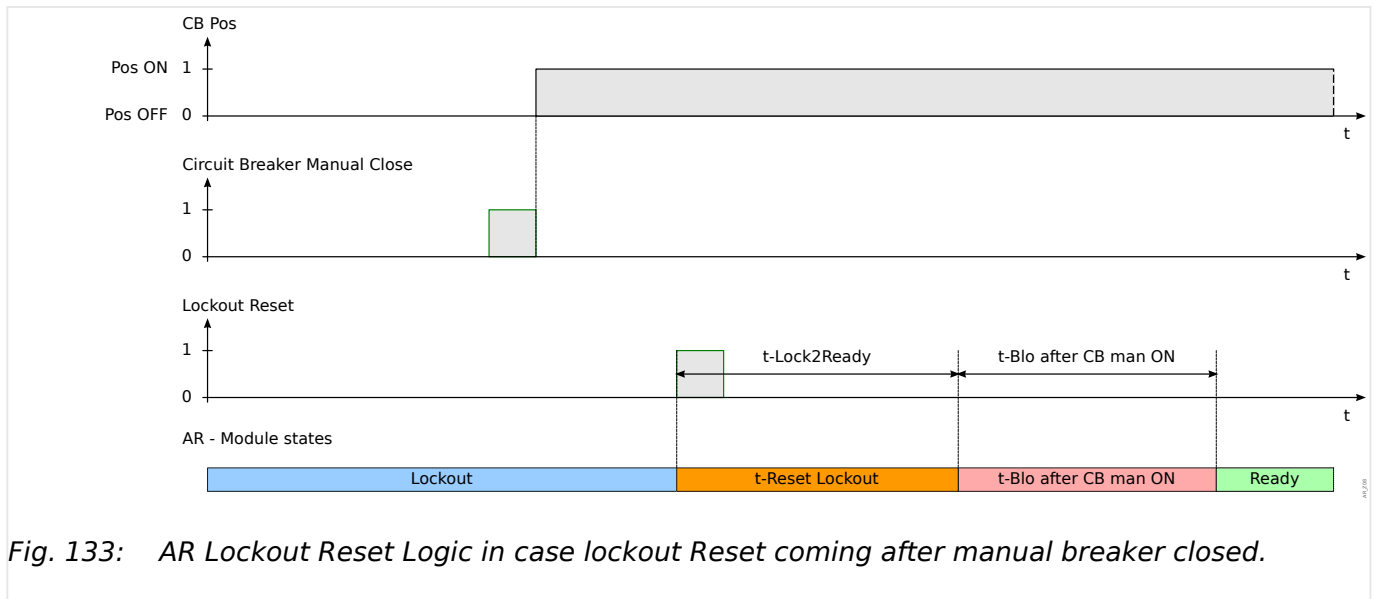 CB Pos
Pos ON 1
Pos OFF 0
t
Circuit Breaker Manual Close
1
0
t
Lockout Reset
1 t-Lock2Ready t-Blo after CB man ON
0
t
AR - Module states
Lockout t-Reset Lockout t-Blo after CB man ON Ready
Fig. 133: AR Lockout Reset Logic in case lockout Reset coming after manual breaker closed.